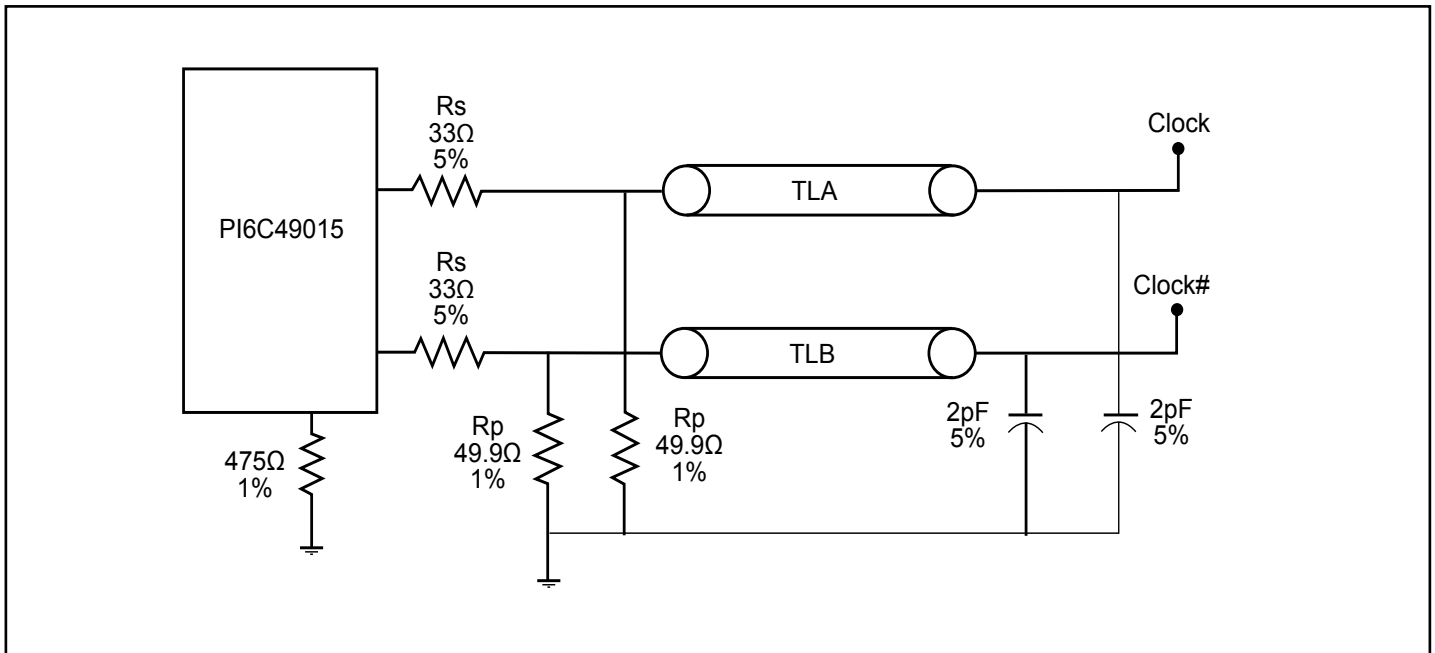 Rs
33Ω
5%
PI6C49015
Rs
33Ω
5%
475Ω
1%
Rp
49.9Ω
1%
Rp
49.9Ω
1%
TLA
TLB
Clock
Clock#
2pF
5%
2pF
5%